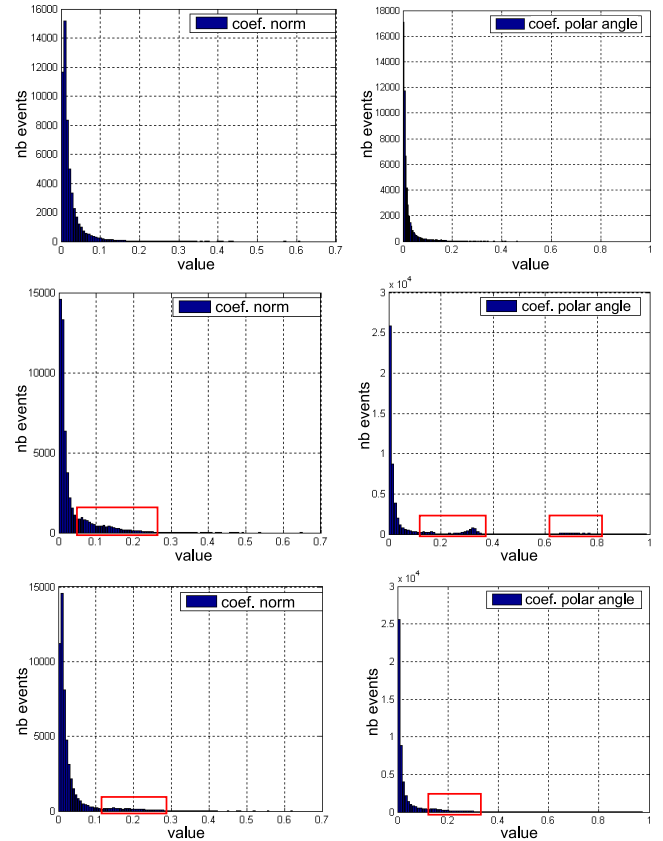 16000
14000
12000
10000
8000
6000
4000
2000
0
nb events
coef. norm
0 0.1 0.2 0.3 0.4 0.5 0.6 0.7
value
18000
16000
14000
12000
10000
8000
6000
4000
2000
0
nb events
coef. polar angle
0 0.2 0.4 0.6 0.8 1
value
15000
10000
5000
0
nb events
coef. norm
0 0.1 0.2 0.3 0.4 0.5 0.6 0.7
value
x 10^4
3
2.5
2
1.5
1
0.5
0
nb events
coef. polar angle
0 0.2 0.4 0.6 0.8 1
value
15000
10000
5000
0
nb events
coef. norm
0 0.1 0.2 0.3 0.4 0.5 0.6 0.7
value
x 10^4
3
2.5
2
1.5
1
0.5
0
nb events
coef. polar angle
0 0.2 0.4 0.6 0.8 1
value